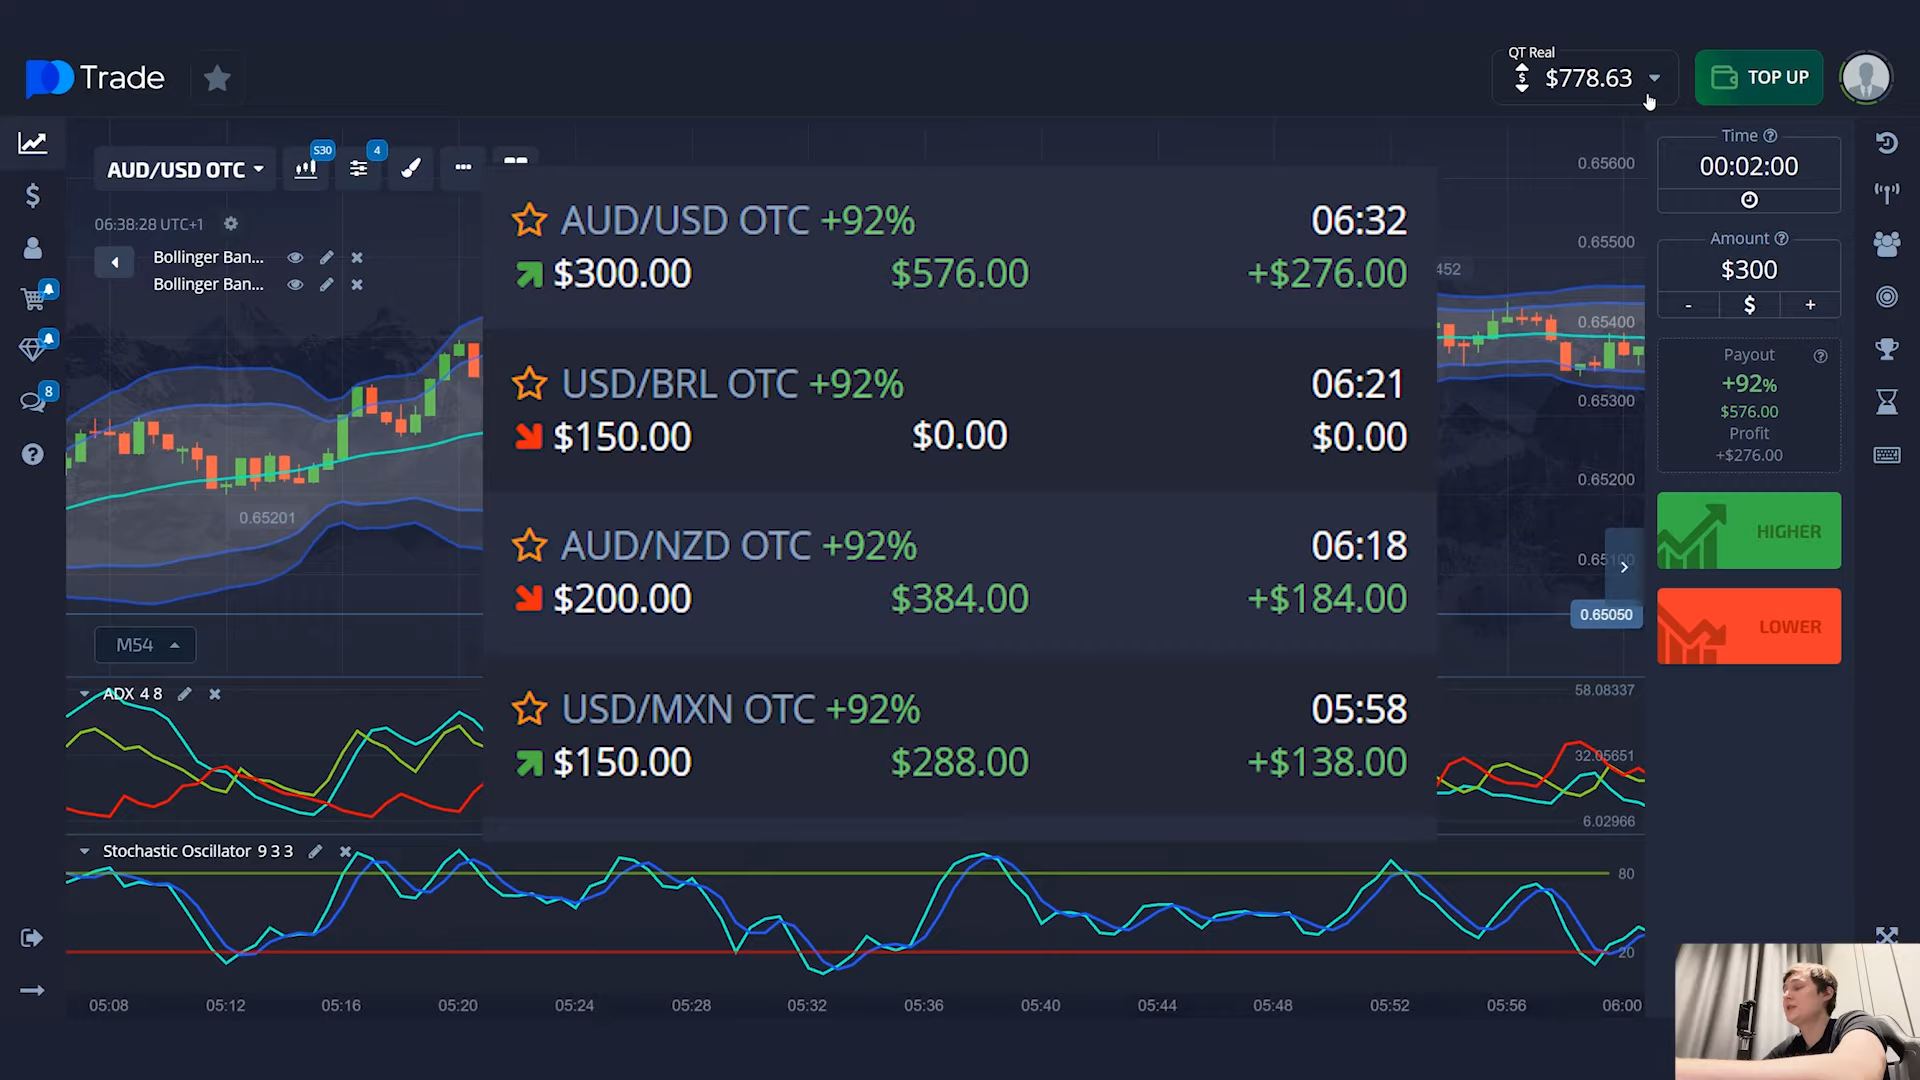 Trade
QT Real
$778.63
TOP UP
AUD/USD OTC
S30
4
06:38:28 UTC+1
Bollinger Ban...
Bollinger Ban...
0.65201
M54
AUD/USD OTC +92% 06:32
$300.00 $576.00 +$276.00
USD/BRL OTC +92% 06:21
$150.00 $0.00 $0.00
AUD/NZD OTC +92% 06:18
$200.00 $384.00 +$184.00
USD/MXN OTC +92% 05:58
$150.00 $288.00 +$138.00
452
0.65600
0.65500
0.65400
0.65300
0.65200
0.65100
0.65050
Time
00:02:00
Amount
$300
- $ +
Payout
+92%
$576.00
Profit
+$276.00
HIGHER
LOWER
8
ADX 4 8
58.08337
32.05651
6.02966
Stochastic Oscillator 9 3 3
80
20
05:08 05:12 05:16 05:20 05:24 05:28 05:32 05:36 05:40 05:44 05:48 05:52 05:56 06:00